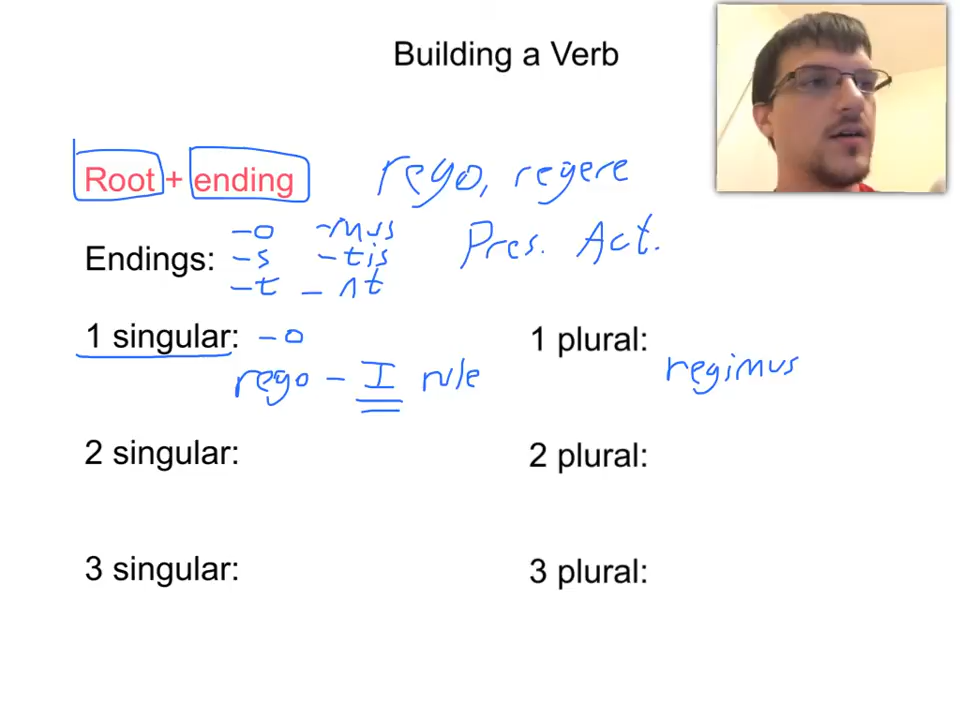 Building a Verb
Root + ending rego, regere
Endings: -o -mus Pres. Act.
-s -tis
-t -nt
1 singular: -o 1 plural:
rego - I rule regimus
2 singular: 2 plural:
3 singular: 3 plural: